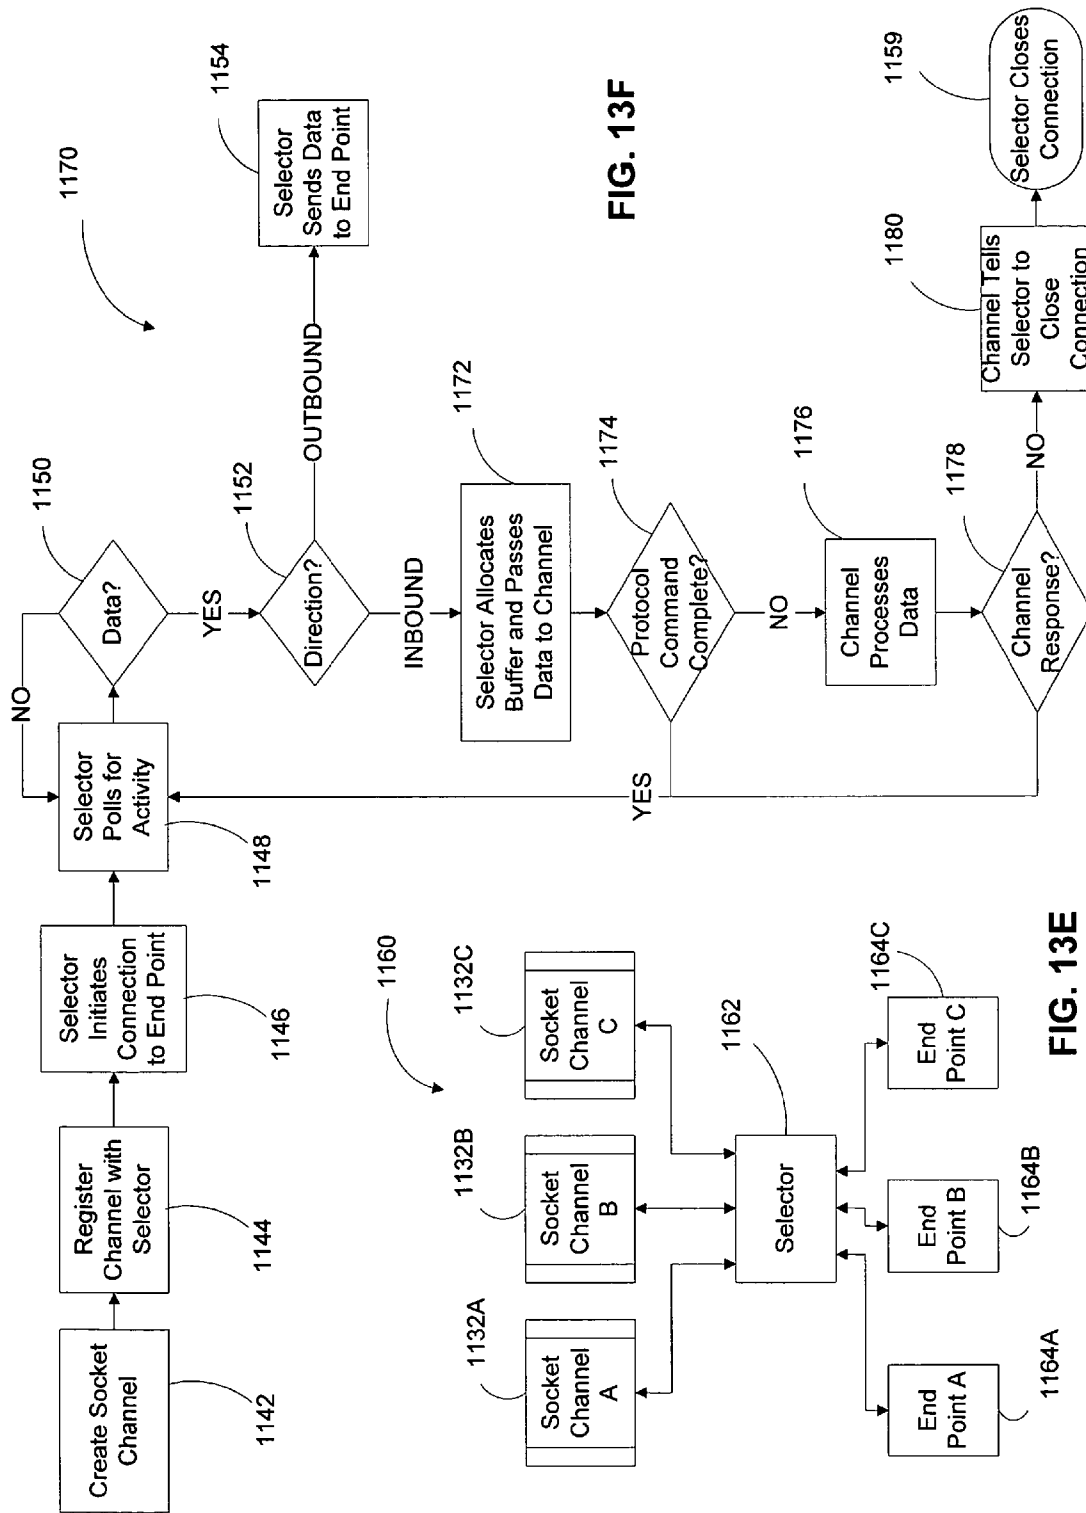 Create Socket
Channel
1142
Register
Channel with
Selector
1144
Selector
Initiates
Connection
to End Point
1146
Selector
Polls for
Activity
1148
NO
Data?
1150
YES
Direction?
1152
OUTBOUND
Selector
Sends Data
to End Point
1154
1170
INBOUND
Selector Allocates
Buffer and Passes
Data to Channel
1172
Protocol
Command
Complete?
1174
YES
NO
Channel
Processes
Data
1176
Channel
Response?
1178
NO
Channel Tells
Selector to
Close
Connection
1180
Selector Closes
Connection
1159
FIG. 13F
1160
Socket
Channel
A
1132A
Socket
Channel
B
1132B
Socket
Channel
C
1132C
Selector
1162
End
Point A
1164A
End
Point B
1164B
End
Point C
1164C
FIG. 13E